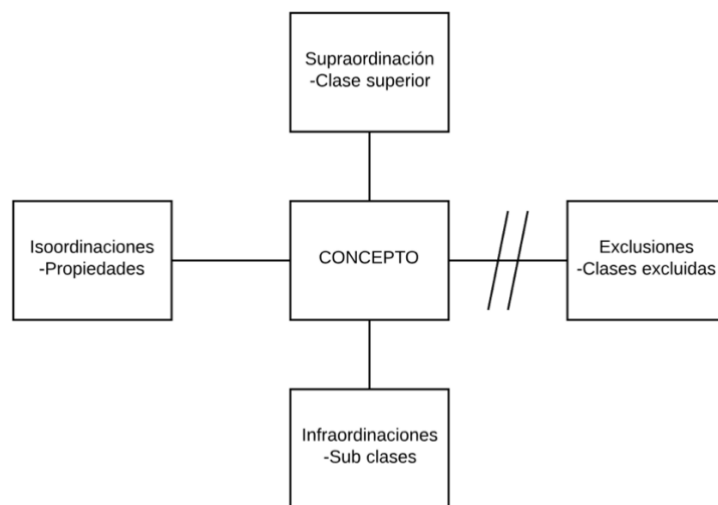 Supraordinación
-Clase superior
Isoordinaciones
-Propiedades
CONCEPTO
Exclusiones
-Clases excluidas
Infraordinaciones
-Sub clases